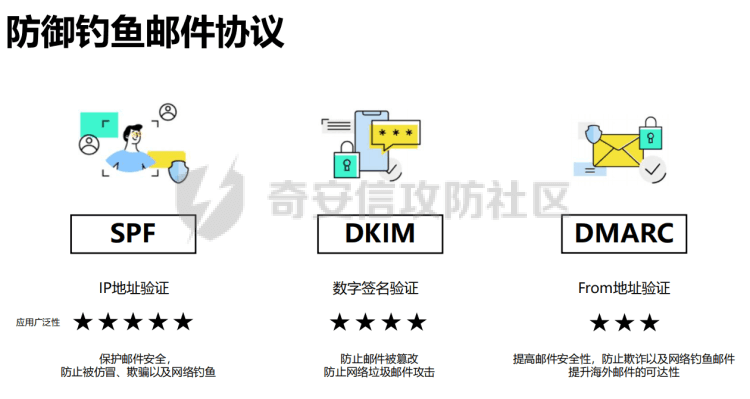 防御钓鱼邮件协议
奇安信攻防社区
SPF
DKIM
DMARC
IP地址验证
数字签名验证
From地址验证
应用广泛性 ★★★★★
★★★★
★★★
保护邮件安全，
防止被仿冒、欺骗以及网络钓鱼
防止邮件被篡改
防止网络垃圾邮件攻击
提高邮件安全性，防止欺诈以及网络钓鱼邮件
提升海外邮件的可达性